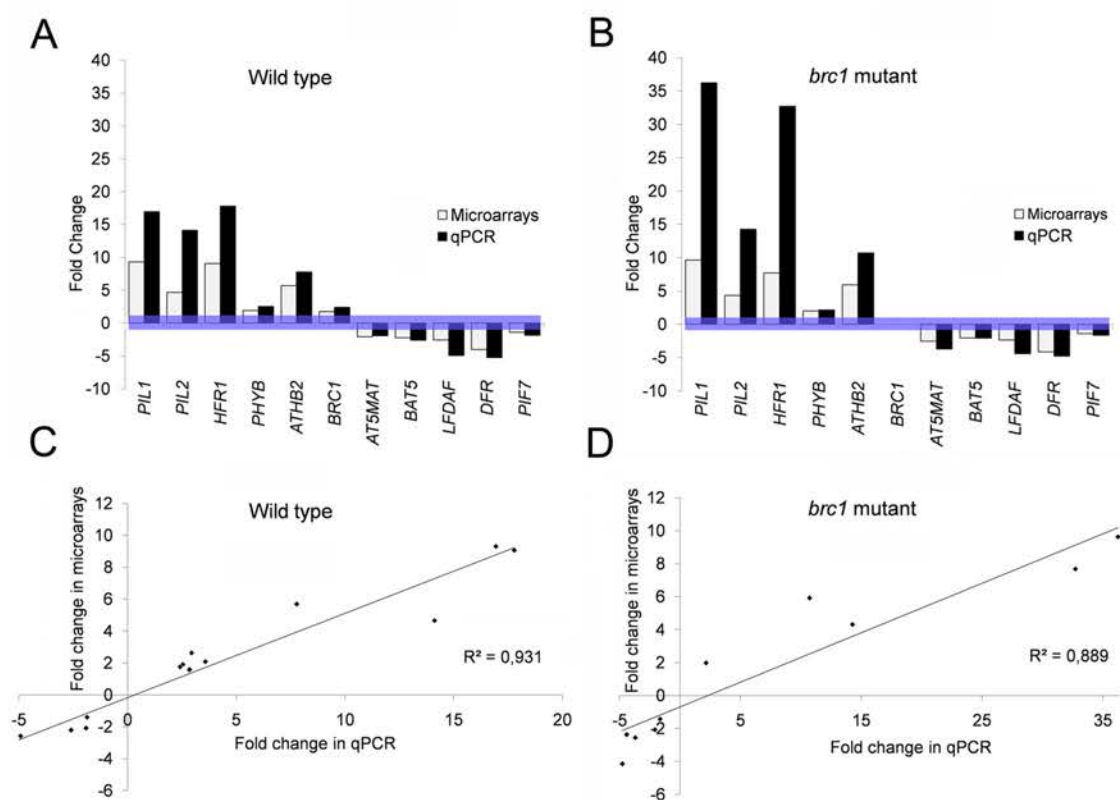 A
Wild type
40
35
30
25
20
15
10
5
0
-5
-10
Fold Change
Microarrays
qPCR
PIL1
PIL2
HFR1
PHYB
ATHB2
BRC1
AT5MAT
BAT5
LFDAF
DFR
PIF7
B
brc1 mutant
40
35
30
25
20
15
10
5
0
-5
-10
Fold Change
Microarrays
qPCR
PIL1
PIL2
HFR1
PHYB
ATHB2
BRC1
AT5MAT
BAT5
LFDAF
DFR
PIF7
C
Wild type
Fold change in microarrays
12
10
8
6
4
2
0
-2
-4
-6
-5
0
5
10
15
20
R² = 0,931
Fold change in qPCR
D
brc1 mutant
Fold change in microarrays
12
10
8
6
4
2
0
-2
-4
-6
-5
5
15
25
35
R² = 0,889
Fold change in qPCR